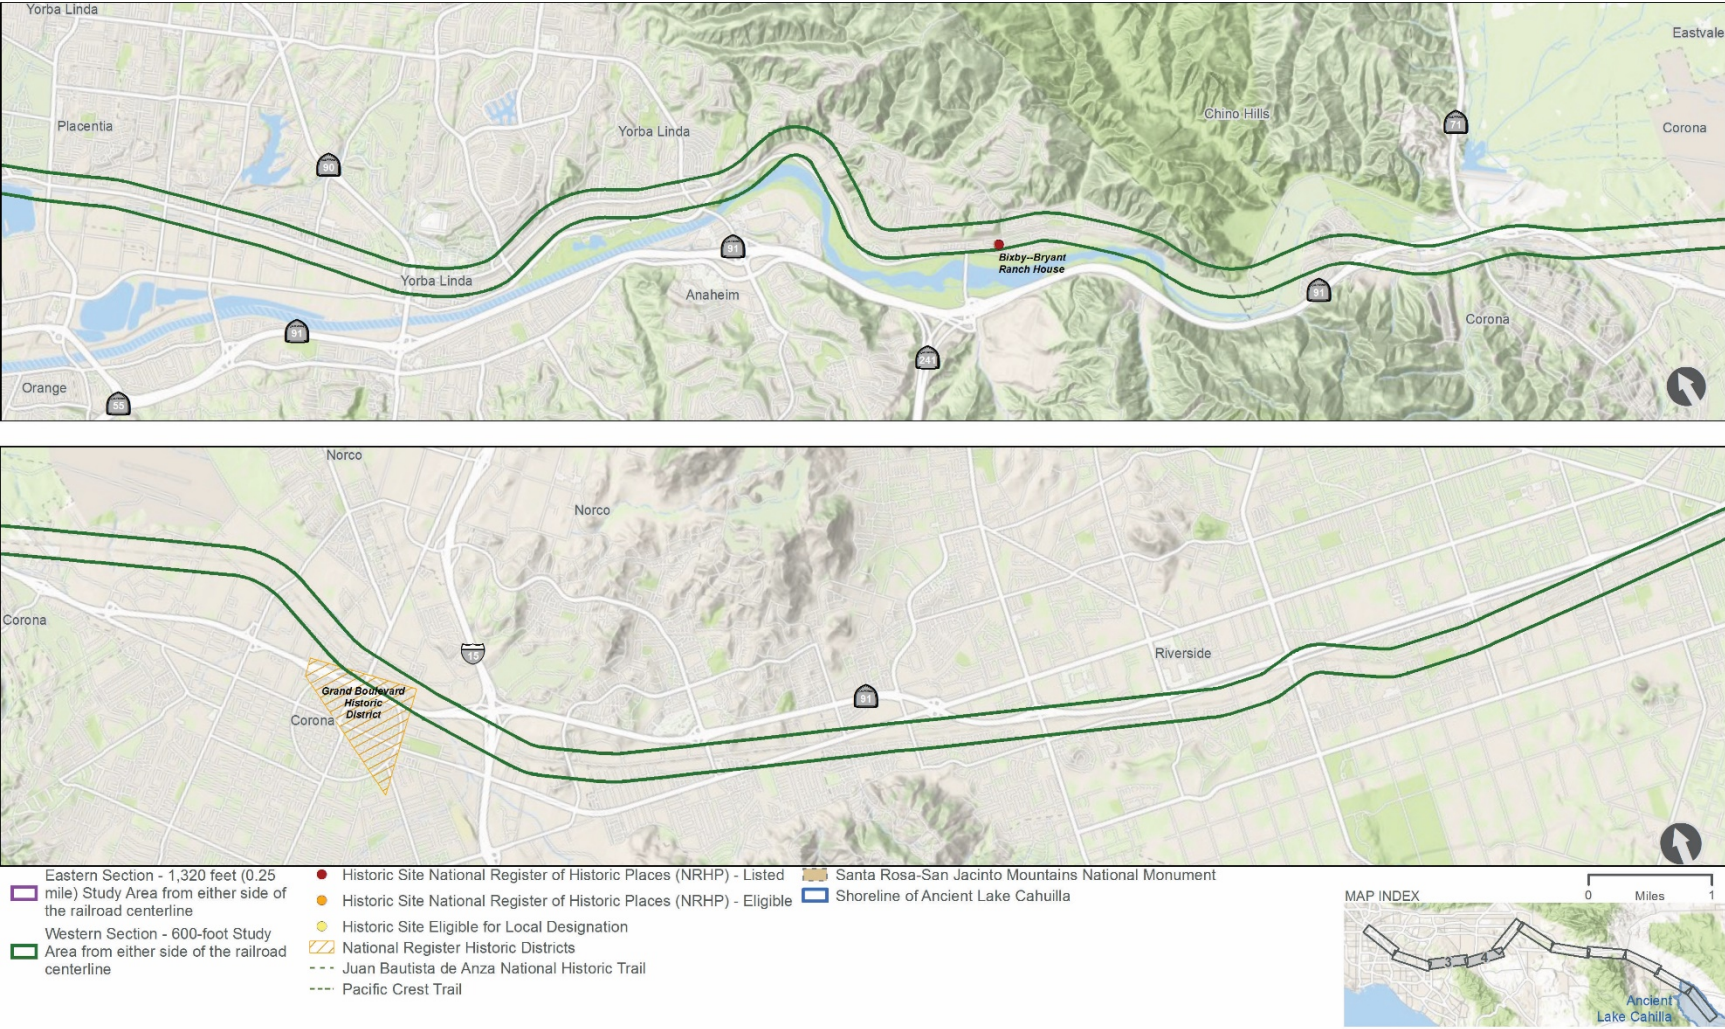 Yorba Linda
Eastvale
Placentia
Yorba Linda
Chino Hills
71
Corona
90
91
Bixby--Bryant
Ranch House
Yorba Linda
Anaheim
91
Corona
91
241
Orange
55
Norco
Norco
Corona
15
Riverside
Grand Boulevard
Historic
District
91
Corona
Eastern Section - 1,320 feet (0.25
mile) Study Area from either side of
the railroad centerline
Western Section - 600-foot Study
Area from either side of the railroad
centerline
Historic Site National Register of Historic Places (NRHP) - Listed
Historic Site National Register of Historic Places (NRHP) - Eligible
Historic Site Eligible for Local Designation
National Register Historic Districts
Juan Bautista de Anza National Historic Trail
Pacific Crest Trail
Santa Rosa-San Jacinto Mountains National Monument
Shoreline of Ancient Lake Cahuilla
0 Miles 1
MAP INDEX
3 4
Ancient
Lake Cahilla